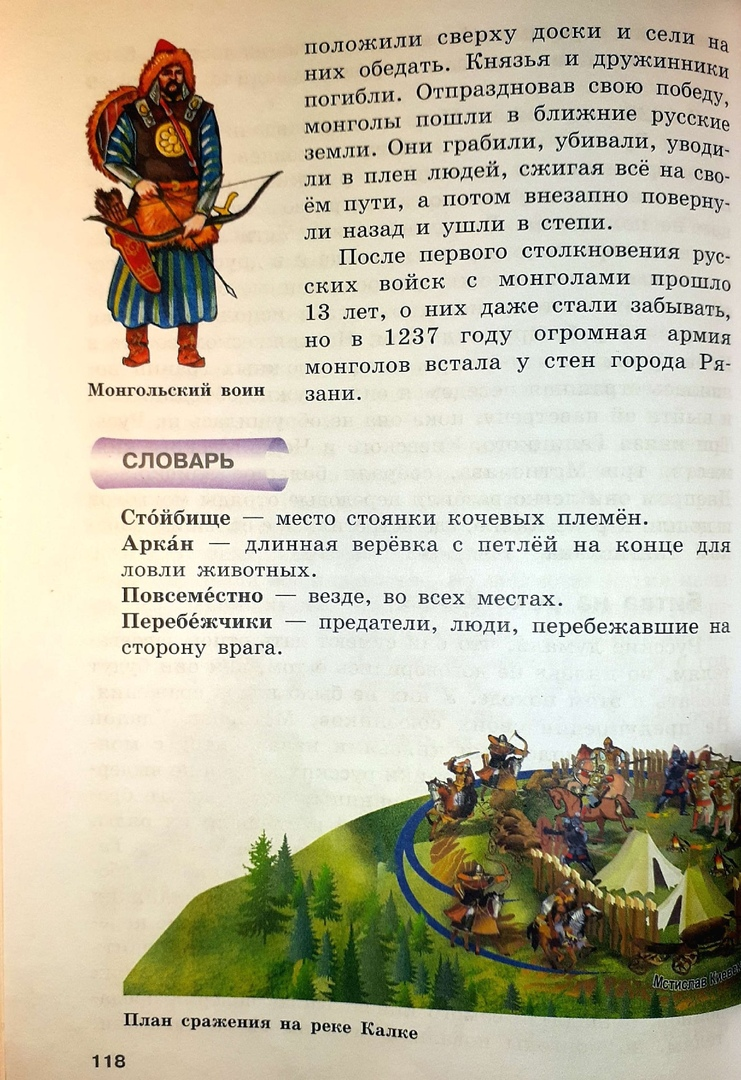 положили сверху доски и сели на
них обедать. Князья и дружинники
погибли. Отпраздновав свою победу,
монголы пошли в ближние русские
земли. Они грабили, убивали, уводи-
ли в плен людей, сжигая всё на сво-
ём пути, а потом внезапно поверну-
ли назад и ушли в степи.
После первого столкновения рус-
ских войск с монголами прошло
13 лет, о них даже стали забывать,
но в 1237 году огромная армия
монголов встала у стен города Ря-
зани.
Монгольский воин
СЛОВАРЬ
Сто́йбище — место стоянки кочевых племён.
Арка́н — длинная верёвка с петлёй на конце для
ловли животных.
Повсеме́стно — везде, во всех местах.
Перебе́жчики — предатели, люди, перебежавшие на
сторону врага.
Мстислав
План сражения на реке Калке
118